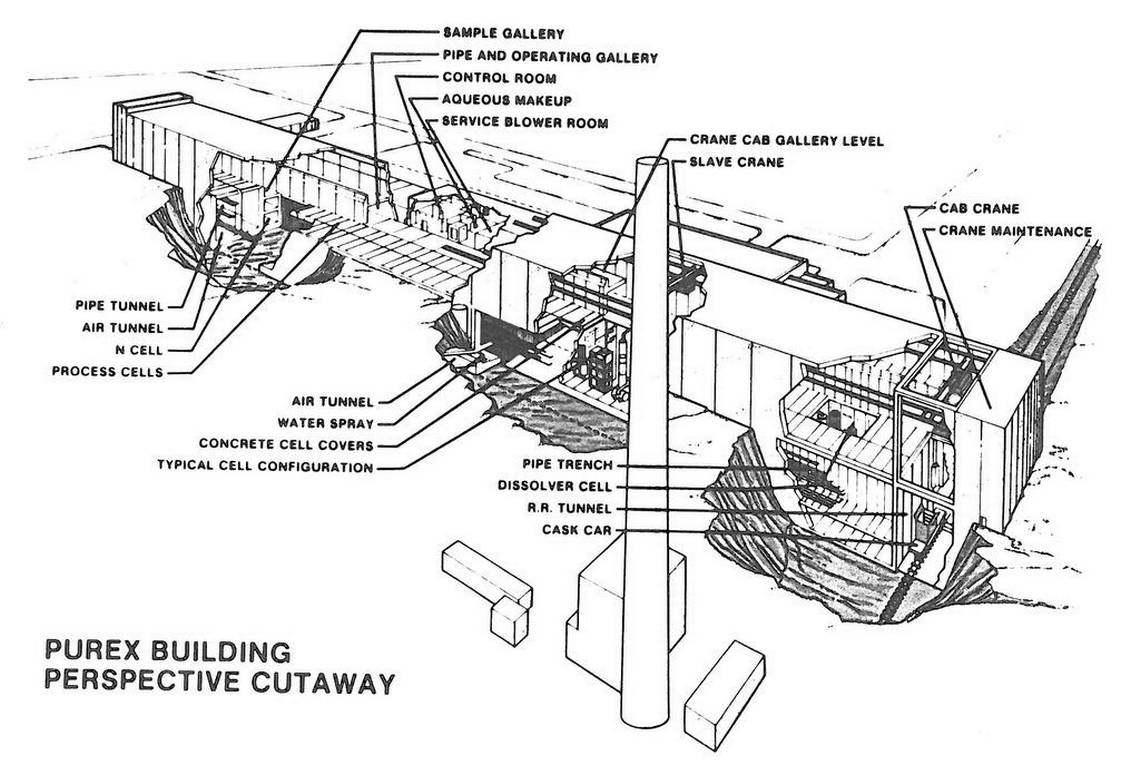 SAMPLE GALLERY
PIPE AND OPERATING GALLERY
CONTROL ROOM
AQUEOUS MAKEUP
SERVICE BLOWER ROOM
CRANE CAB GALLERY LEVEL
SLAVE CRANE
CAB CRANE
CRANE MAINTENANCE
PIPE TUNNEL
AIR TUNNEL
N CELL
PROCESS CELLS
AIR TUNNEL
WATER SPRAY
CONCRETE CELL COVERS
TYPICAL CELL CONFIGURATION
PIPE TRENCH
DISSOLVER CELL
R.R. TUNNEL
CASK CAR
PUREX BUILDING
PERSPECTIVE CUTAWAY